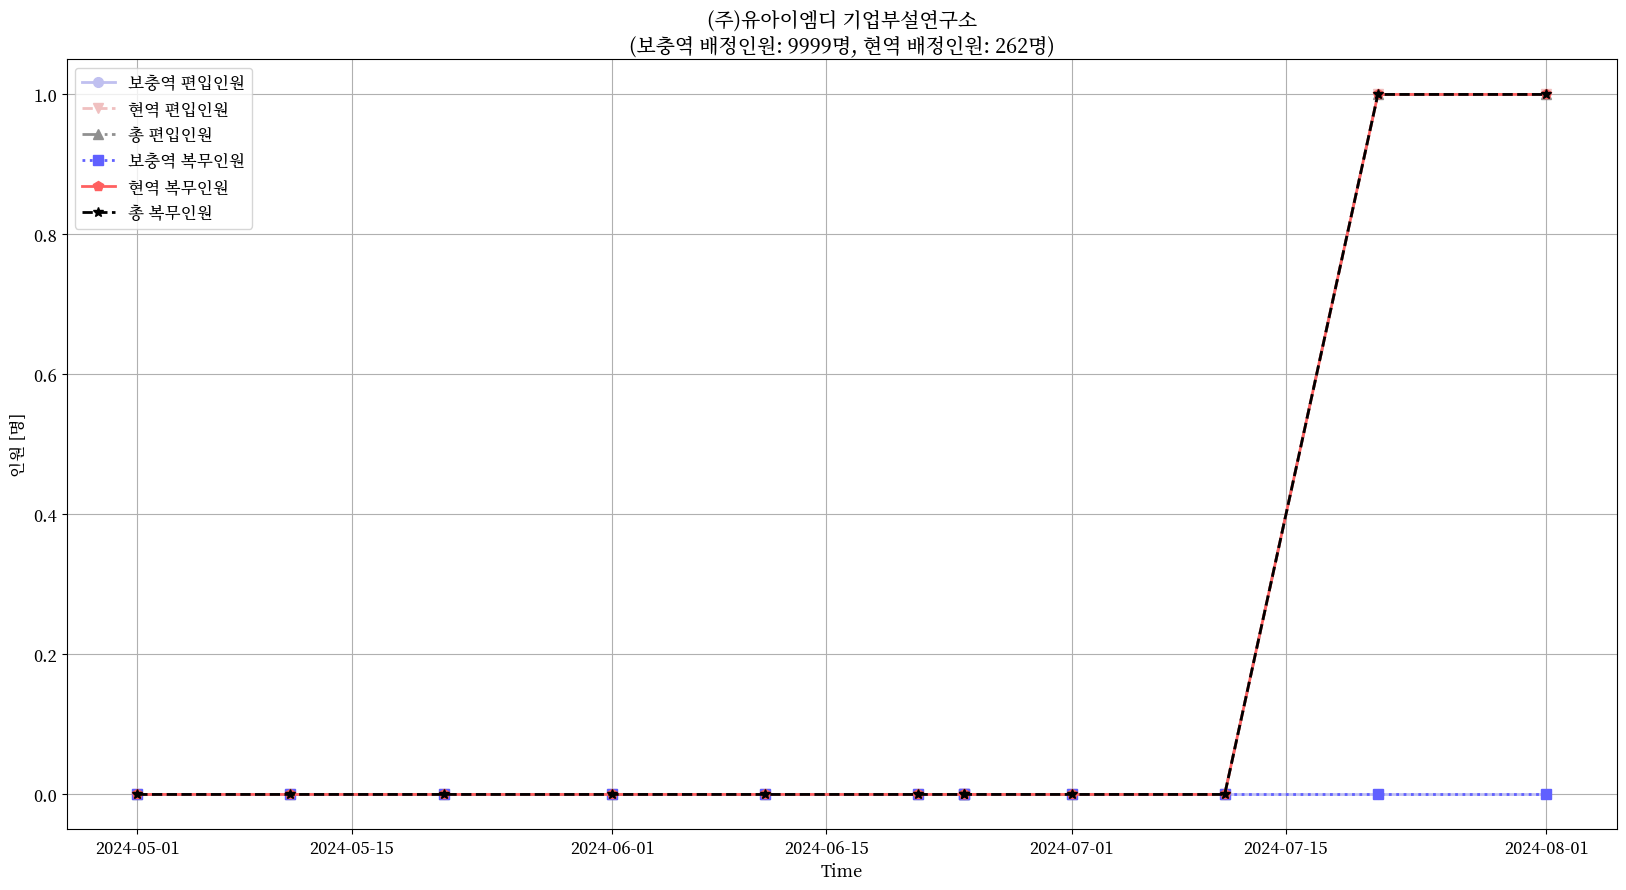 (주)유아이엠디 기업부설연구소
(보충역 배정인원: 9999명, 현역 배정인원: 262명)
보충역 편입인원
현역 편입인원
총 편입인원
보충역 복무인원
현역 복무인원
총 복무인원
1.0
0.8
0.6
0.4
0.2
0.0
인원 [명]
2024-05-01
2024-05-15
2024-06-01
2024-06-15
2024-07-01
2024-07-15
2024-08-01
Time